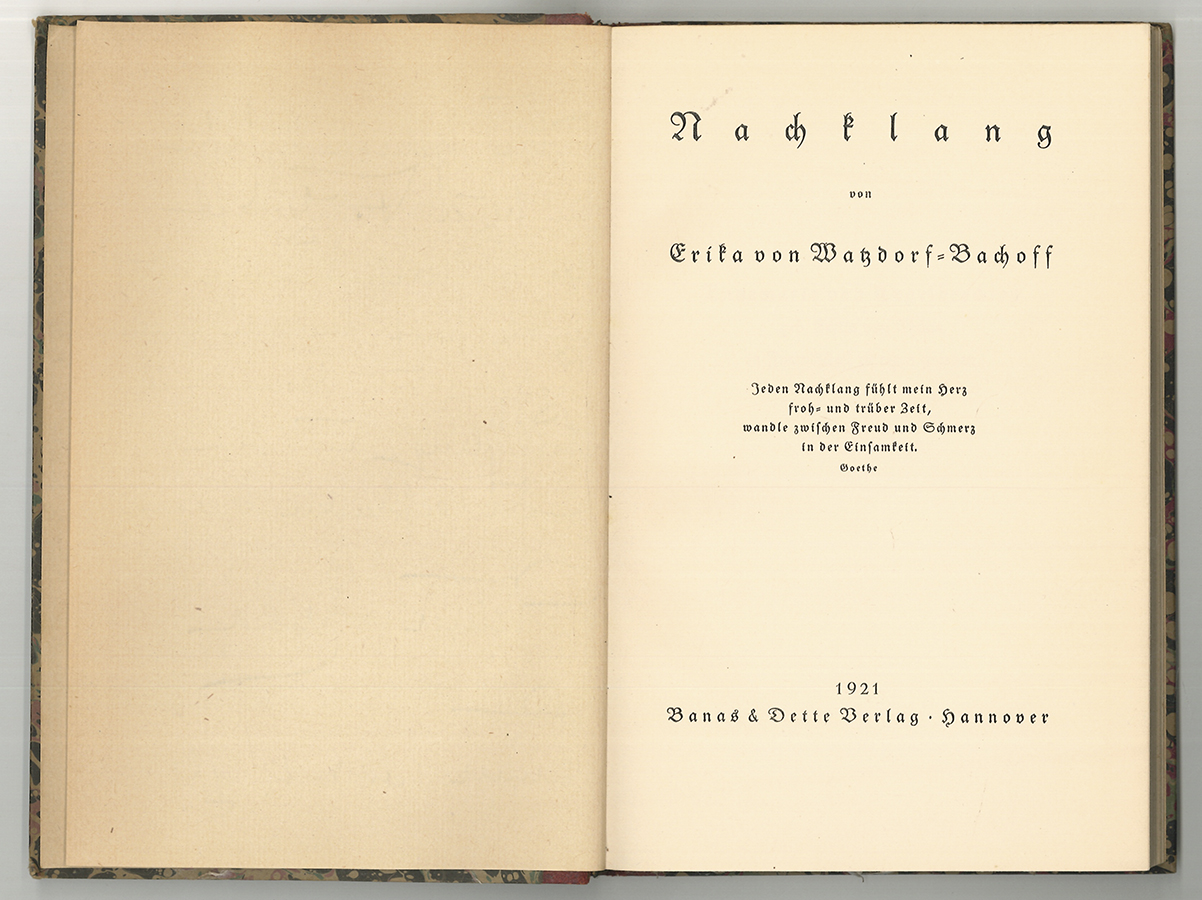 Nachklang
von
Erika von Watzdorf-Bachoff
Jeden Nachklang fühlt mein Herz
froh- und trüber Zeit,
wandle zwischen Freud und Schmerz
in der Einsamkeit.
Goethe
1921
Banas & Dette Verlag · Hannover